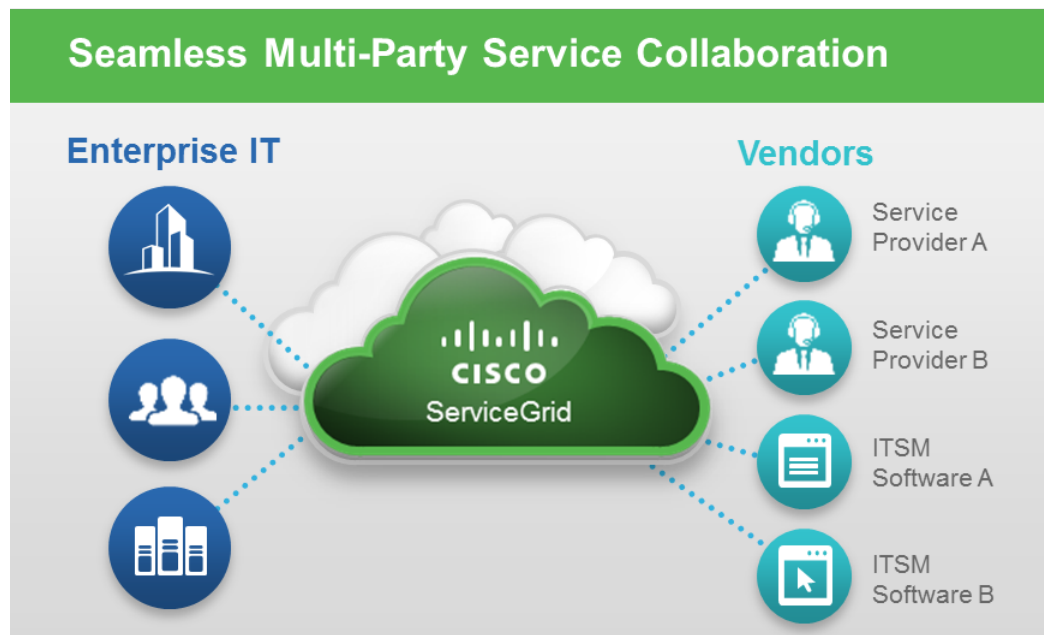 Seamless Multi-Party Service Collaboration
Enterprise IT
Vendors
CISCO
ServiceGrid
Service
Provider A
Service
Provider B
ITSM
Software A
ITSM
Software B